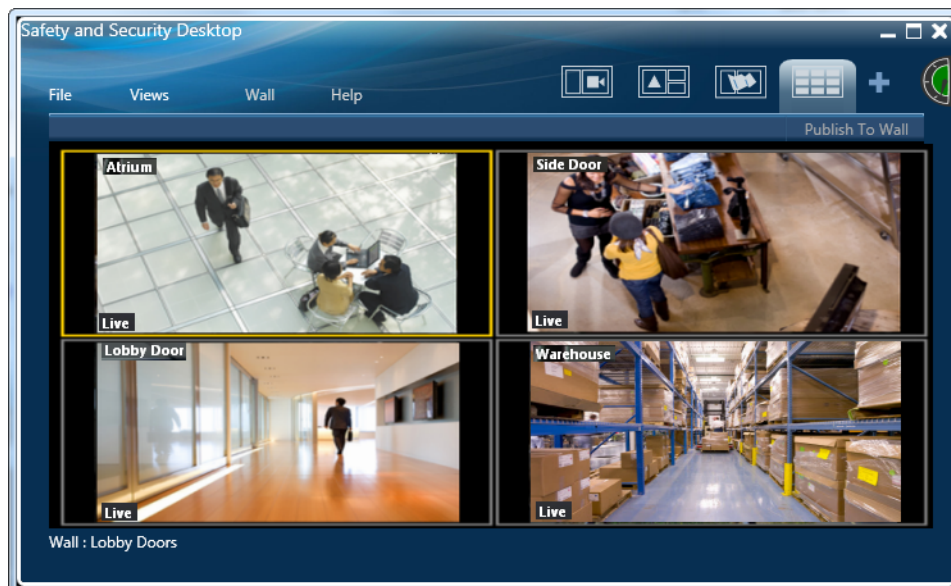 Safety and Security Desktop
File Views Wall Help
Publish To Wall
Atrium
Side Door
Live
Live
Lobby Door
Warehouse
Live
Live
Wall : Lobby Doors